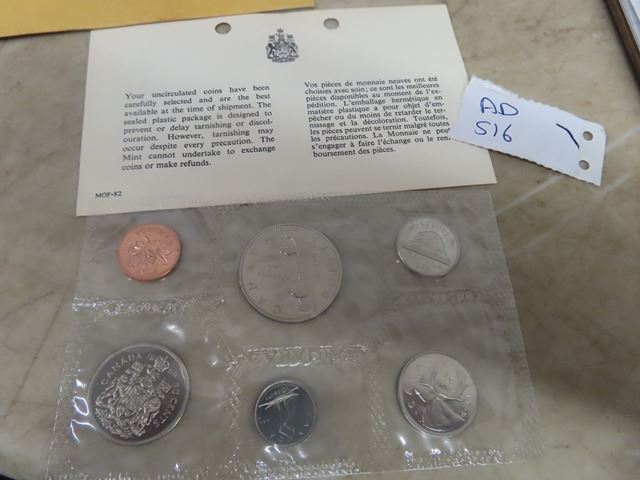 Your uncirculated coins have been
carefully selected and are the best
available at the time of shipment. The
sealed plastic package is designed to
prevent or delay tarnishing or discol-
ouration. However, tarnishing may
occur despite every precaution. The
Mint cannot undertake to exchange
coins or make refunds.
MOF-82
Vos pièces de monnaie neuves ont été
choisies avec soin; ce sont les meilleures
pièces disponibles au moment de l'ex-
pédition. L'emballage hermétique en
matière plastique a pour objet d'em-
pêcher ou du moins de retarder le ter-
nissage et la décoloration. Toutefois,
les pièces peuvent se ternir malgré toutes
les précautions. La Monnaie ne peut
s'engager à faire l'échange ou le rem-
boursement des pièces.
AD
516
CANADA
CANADA
50 CENTS